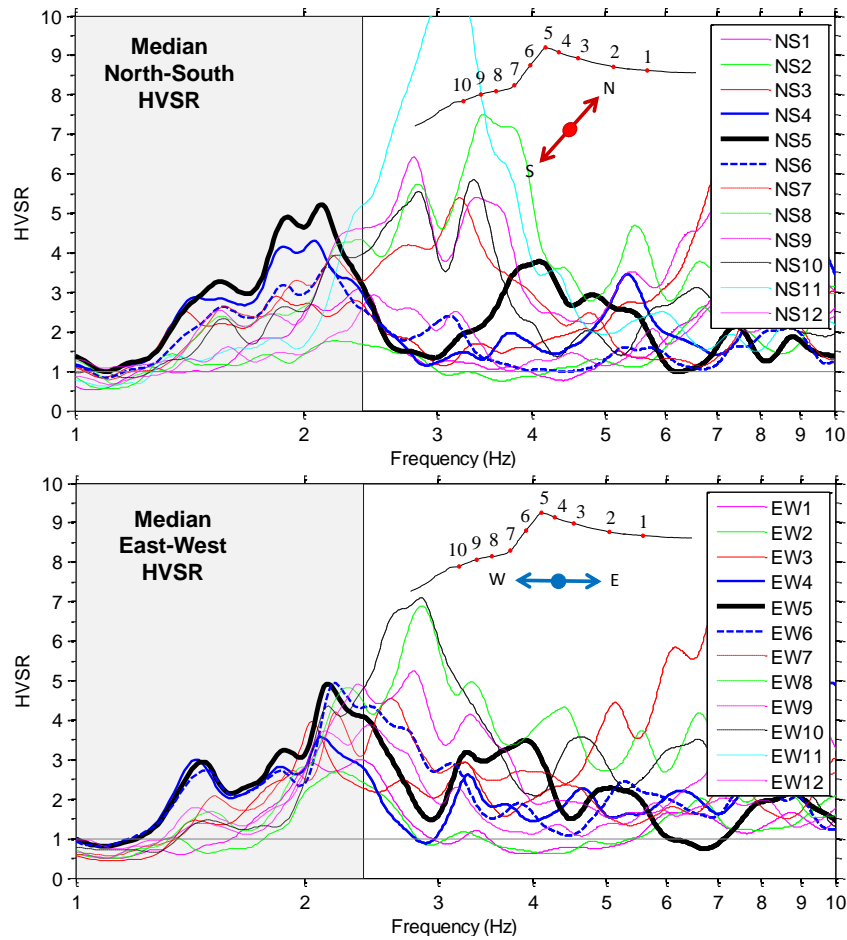 10
9
8
7
6
5
4
3
2
1
0
HVSR
Median
North-South
HVSR
5
6
4
3
2
1
7
10 9 8
N
S
NS1
NS2
NS3
NS4
NS5
NS6
NS7
NS8
NS9
NS10
NS11
NS12
1 2 3 4 5 6 7 8 9 10
Frequency (Hz)
10
9
8
7
6
5
4
3
2
1
0
HVSR
Median
East-West
HVSR
5
6
4
3
2
1
7
10 9 8
W E
EW1
EW2
EW3
EW4
EW5
EW6
EW7
EW8
EW9
EW10
EW11
EW12
1 2 3 4 5 6 7 8 9 10
Frequency (Hz)